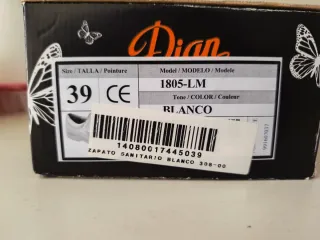 Dian
Size / TALLA / Pointure
Model / MODELO / Modele
39
CE
1805-LM
Tone / COLOR / Couleur
BLANCO
14080017445039
ZAPATO SANITARIO BLANCO 306-00